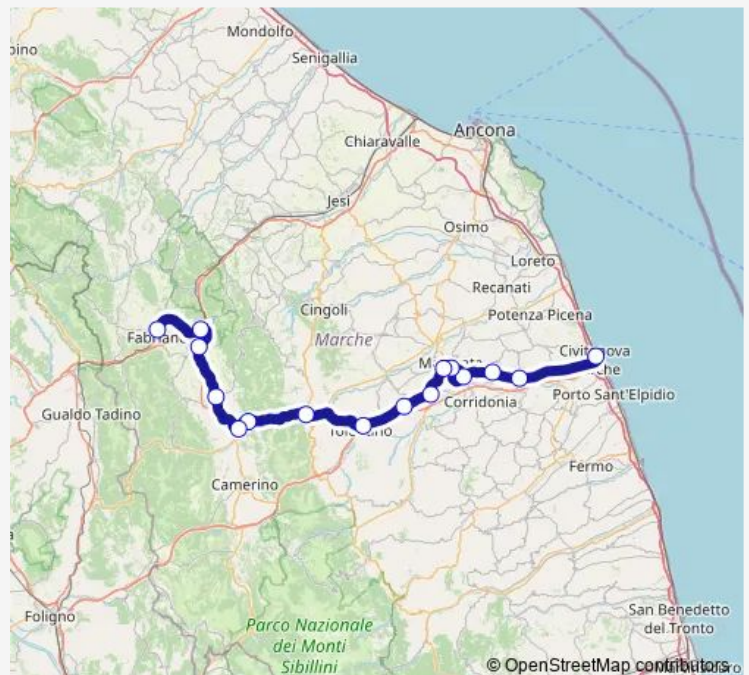 Mondolfo
Senigallia
Ancona
Chiaravalle
Jesi
Osimo
Loreto
Recanati
Cingoli
Potenza Picena
Marche
Corridonia
Porto Sant'Elpidio
Gualdo Tadino
Fermo
Camerino
Foligno
San Benedetto
del Tronto
Parco Nazionale
dei Monti
Sibillini
© OpenStreetMap contributors